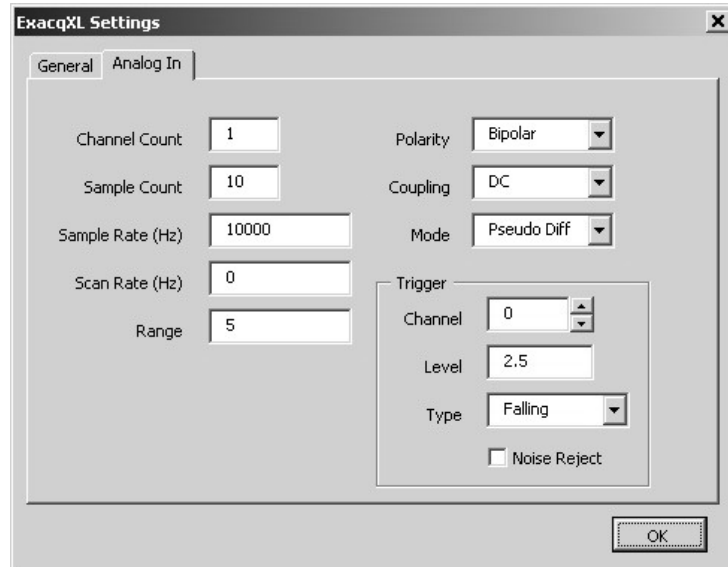 ExacqXL Settings
General
Analog In
Channel Count 1
Sample Count 10
Sample Rate (Hz) 10000
Scan Rate (Hz) 0
Range 5
Polarity Bipolar
Coupling DC
Mode Pseudo Diff
Trigger
Channel 0
Level 2.5
Type Falling
Noise Reject
OK